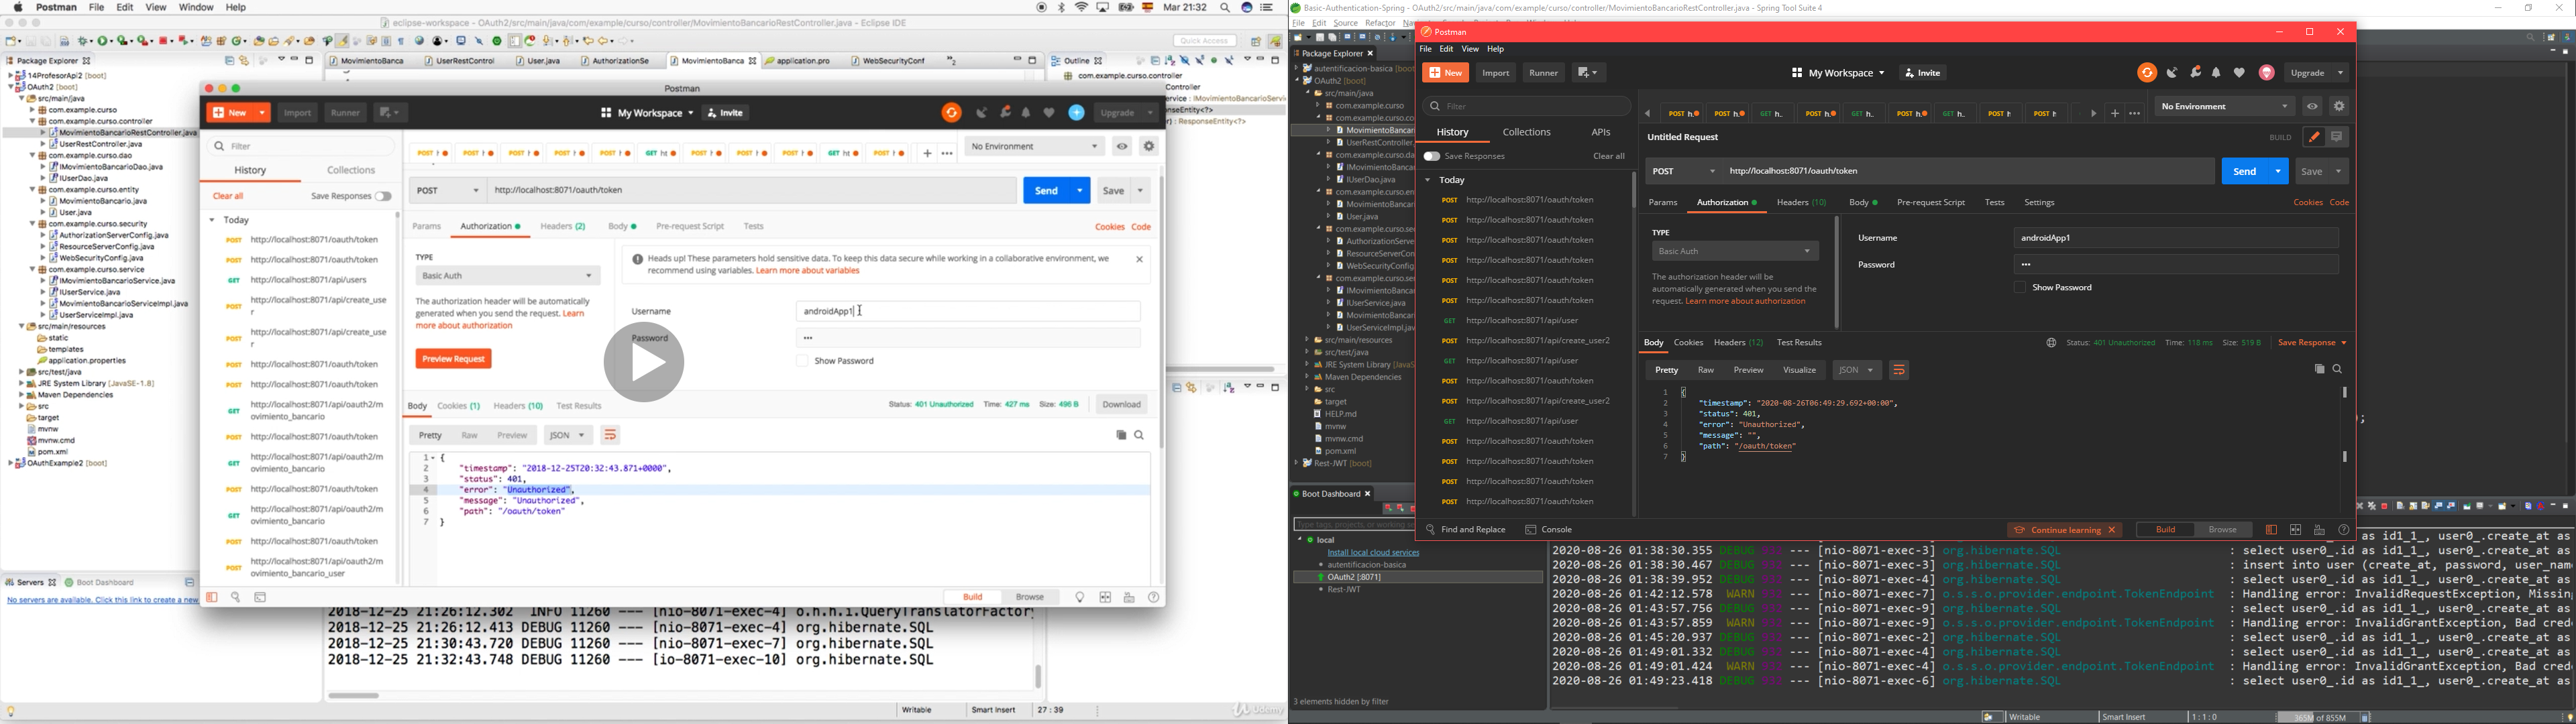 Postman File Edit View Window Help
Mar 21:32
eclipse-workspace - OAuth2/src/main/java/com/example/curso/controller/MovimientoBancarioRestController.java - Eclipse IDE
Quick Access
Package Explorer
MovimientoBanca UserRestControl User.java AuthorizationSe MovimientoBanca application.pro WebSecurityConf
Outline
com.example.curso.controller
14ProfesorApi2 [boot]
OAuth2 [boot]
src/main/java
com.example.curso
com.example.curso.controller
MovimientoBancarioRestController.java
UserRestController.java
com.example.curso.dao
IMovimientoBancarioDao.java
IUserDao.java
com.example.curso.entity
MovimientoBancario.java
User.java
com.example.curso.security
AuthorizationServerConfig.java
ResourceServerConfig.java
WebSecurityConfig.java
com.example.curso.service
IMovimientoBancarioService.java
IUserService.java
MovimientoBancarioServiceImpl.java
UserServiceImpl.java
src/main/resources
static
templates
application.properties
src/test/java
JRE System Library [JavaSE-1.8]
Maven Dependencies
src
target
mvnw
mvnw.cmd
pom.xml
OAuthExample2 [boot]
Servers Boot Dashboard
No servers are available. Click this link to create a new
Postman
New Import Runner My Workspace Invite Upgrade
Filter
History Collections
Clear all Save Responses
Today
POST http://localhost:8071/oauth/token
POST http://localhost:8071/oauth/token
GET http://localhost:8071/api/users
POST http://localhost:8071/api/create_use
r
POST http://localhost:8071/api/create_use
r
POST http://localhost:8071/oauth/token
POST http://localhost:8071/oauth/token
GET http://localhost:8071/api/oauth2/m
ovimiento_bancario
POST http://localhost:8071/oauth/token
GET http://localhost:8071/api/oauth2/m
ovimiento_bancario
POST http://localhost:8071/oauth/token
GET http://localhost:8071/api/oauth2/m
ovimiento_bancario
POST http://localhost:8071/oauth/token
POST http://localhost:8071/api/oauth2/m
ovimiento_bancario_user
No Environment
POST http://localhost:8071/oauth/token Send Save
Params Authorization Headers (2) Body Pre-request Script Tests Cookies Code
TYPE
Basic Auth
The authorization header will be automatically
generated when you send the request. Learn
more about authorization
Preview Request
Heads up! These parameters hold sensitive data. To keep this data secure while working in a collaborative environment, we
recommend using variables. Learn more about variables
Username androidApp1
Password •••
Show Password
Body Cookies (1) Headers (10) Test Results Status: 401 Unauthorized Time: 427 ms Size: 496 B Download
Pretty Raw Preview JSON
1 {
2 "timestamp": "2018-12-25T20:32:43.871+0000",
3 "status": 401,
4 "error": "Unauthorized",
5 "message": "Unauthorized",
6 "path": "/oauth/token"
7 }
Build Browse
2018-12-25 21:26:12.302 INFO 11260 --- [nio-8071-exec-4] o.h.h.i.QueryTranslatorFactor
2018-12-25 21:26:12.413 DEBUG 11260 --- [nio-8071-exec-4] org.hibernate.SQL
2018-12-25 21:30:43.720 DEBUG 11260 --- [nio-8071-exec-7] org.hibernate.SQL
2018-12-25 21:32:43.748 DEBUG 11260 --- [io-8071-exec-10] org.hibernate.SQL
Writable Smart Insert 27 : 39
Udemy
Basic-Authentication-Spring - OAuth2/src/main/java/com/example/curso/controller/MovimientoBancarioRestController.java - Spring Tool Suite 4
File Edit Source Refactor
Package Explorer
autentificacion-basica [boot
OAuth2 [boot]
src/main/java
com.example.curso
com.example.curso.co
MovimientoBancar
UserRestController.
com.example.curso.da
IMovimientoBancar
IUserDao.java
com.example.curso.en
MovimientoBancar
User.java
com.example.curso.se
AuthorizationServe
ResourceServerCon
WebSecurityConfig
com.example.curso.se
IMovimientoBancar
IUserService.java
MovimientoBancar
UserServiceImpl.jav
src/main/resources
src/test/java
JRE System Library [JavaS
Maven Dependencies
src
target
HELP.md
mvnw
mvnw.cmd
pom.xml
Rest-JWT [boot]
Boot Dashboard
Type tags, projects, or working se
local
Install local cloud services
autentificacion-basica
OAuth2 [:8071]
Rest-JWT
3 elements hidden by filter
Postman
File Edit View Help
New Import Runner My Workspace Invite Upgrade
Filter
History Collections APIs
Save Responses Clear all
Today
POST http://localhost:8071/oauth/token
POST http://localhost:8071/oauth/token
POST http://localhost:8071/oauth/token
POST http://localhost:8071/oauth/token
POST http://localhost:8071/oauth/token
POST http://localhost:8071/oauth/token
GET http://localhost:8071/api/user
POST http://localhost:8071/api/create_user2
GET http://localhost:8071/api/user
POST http://localhost:8071/oauth/token
POST http://localhost:8071/api/create_user2
GET http://localhost:8071/api/user
POST http://localhost:8071/oauth/token
POST http://localhost:8071/oauth/token
POST http://localhost:8071/oauth/token
POST http://localhost:8071/oauth/token
No Environment
Untitled Request BUILD
POST http://localhost:8071/oauth/token Send Save
Params Authorization Headers (10) Body Pre-request Script Tests Settings Cookies Code
TYPE
Basic Auth
The authorization header will be
automatically generated when you send the
request. Learn more about authorization
Username androidApp1
Password •••
Show Password
Body Cookies Headers (12) Test Results Status: 401 Unauthorized Time: 118 ms Size: 519 B Save Response
Pretty Raw Preview Visualize JSON
1 {
2 "timestamp": "2020-08-26T06:49:29.692+00:00",
3 "status": 401,
4 "error": "Unauthorized",
5 "message": "",
6 "path": "/oauth/token"
7 }
Find and Replace Console Continue learning Build Browse
2020-08-26 01:38:30.355 DEBUG --- [nio-8071-exec-3] org.hibernate.SQL : select user0_.id as id1_1_, user0_.create_at as
2020-08-26 01:38:30.467 DEBUG --- [nio-8071-exec-3] org.hibernate.SQL : insert into user (create_at, password, user_nam
2020-08-26 01:38:39.952 DEBUG --- [nio-8071-exec-4] org.hibernate.SQL : select user0_.id as id1_1_, user0_.create_at as
2020-08-26 01:42:12.578 WARN --- [nio-8071-exec-7] o.s.s.o.provider.endpoint.TokenEndpoint : Handling error: InvalidRequestException, Missin
2020-08-26 01:43:57.756 DEBUG --- [nio-8071-exec-9] org.hibernate.SQL : select user0_.id as id1_1_, user0_.create_at as
2020-08-26 01:43:57.859 WARN --- [nio-8071-exec-9] o.s.s.o.provider.endpoint.TokenEndpoint : Handling error: InvalidGrantException, Bad cred
2020-08-26 01:45:20.937 DEBUG --- [nio-8071-exec-2] org.hibernate.SQL : select user0_.id as id1_1_, user0_.create_at as
2020-08-26 01:49:01.332 DEBUG --- [nio-8071-exec-4] org.hibernate.SQL : select user0_.id as id1_1_, user0_.create_at as
2020-08-26 01:49:01.424 WARN --- [nio-8071-exec-4] o.s.s.o.provider.endpoint.TokenEndpoint : Handling error: InvalidGrantException, Bad cred
2020-08-26 01:49:23.418 DEBUG --- [nio-8071-exec-6] org.hibernate.SQL : select user0_.id as id1_1_, user0_.create_at as
Writable Smart Insert 1 : 1 : 0 365M of 855M